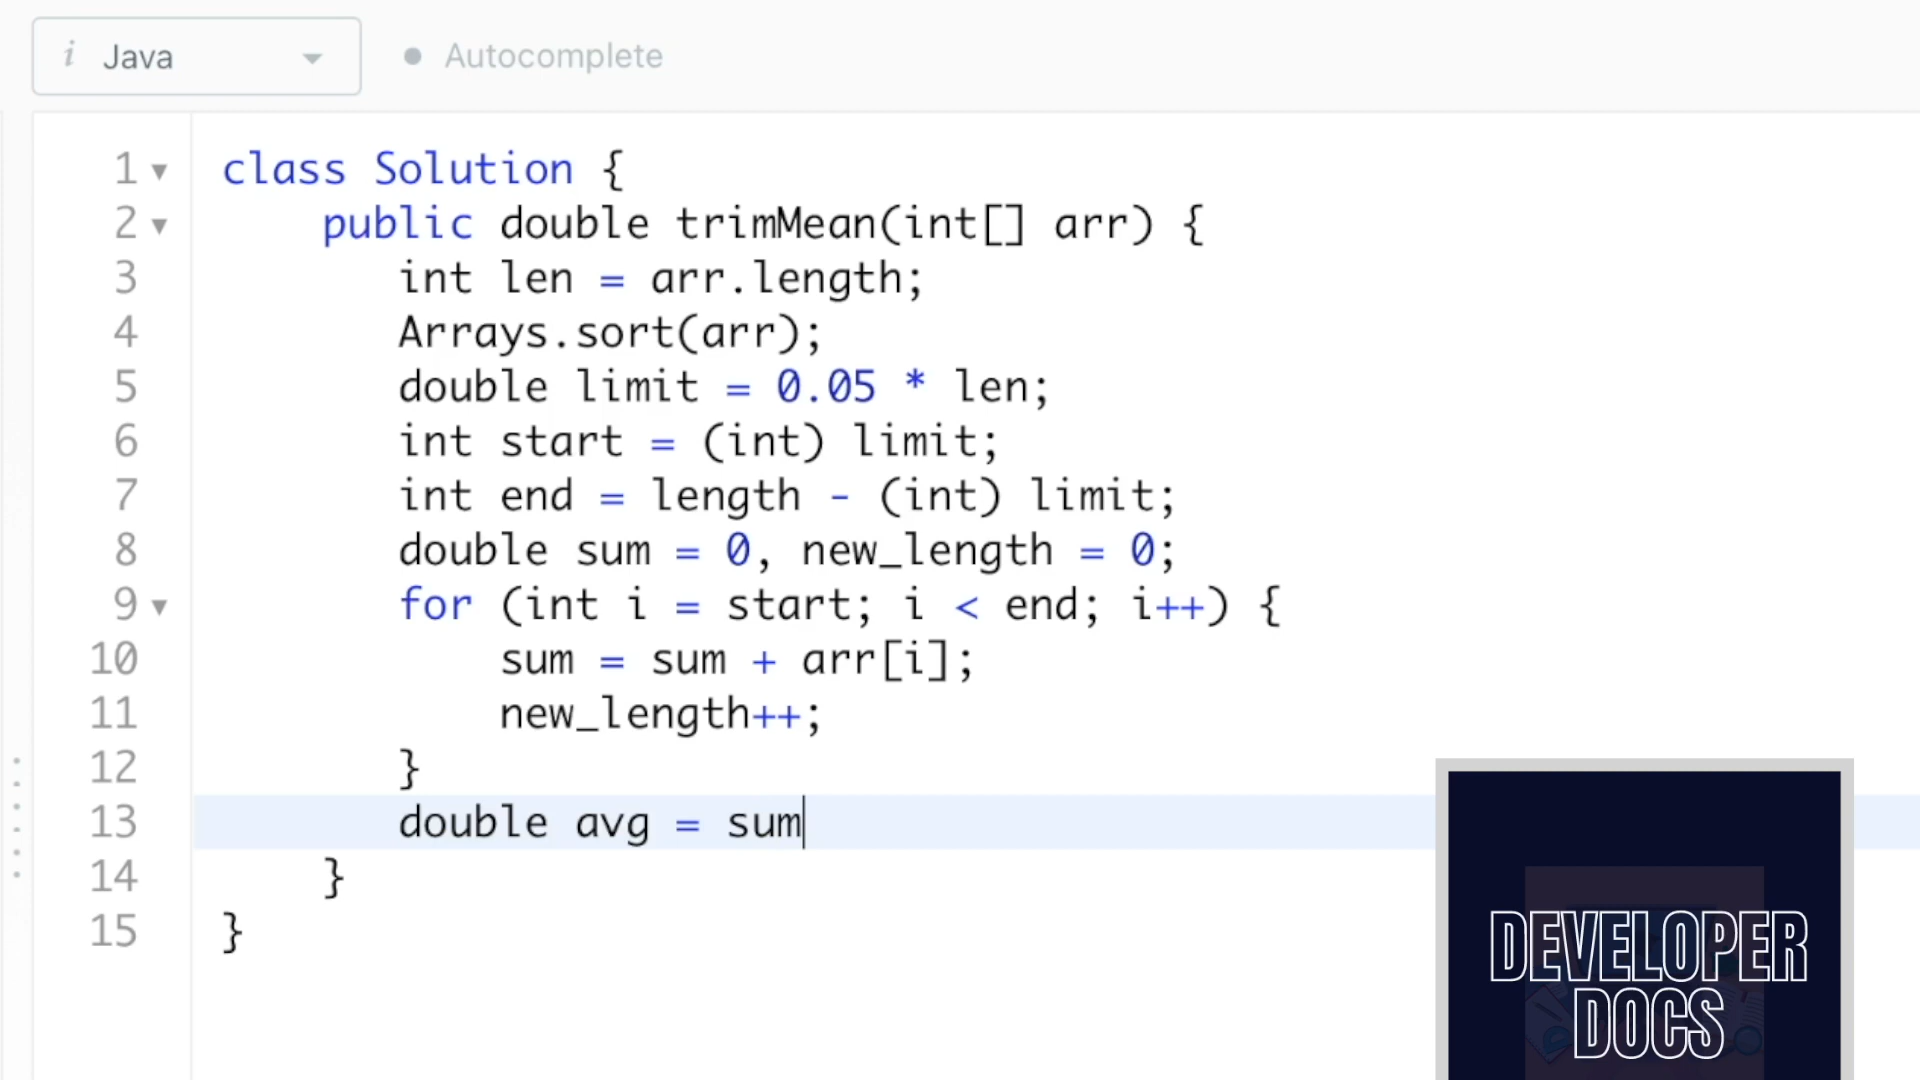 i Java
Autocomplete
1 class Solution {
2 public double trimMean(int[] arr) {
3 int len = arr.length;
4 Arrays.sort(arr);
5 double limit = 0.05 * len;
6 int start = (int) limit;
7 int end = length - (int) limit;
8 double sum = 0, new_length = 0;
9 for (int i = start; i < end; i++) {
10 sum = sum + arr[i];
11 new_length++;
12 }
13 double avg = sum
14 }
15 }
DEVELOPER
DOCS